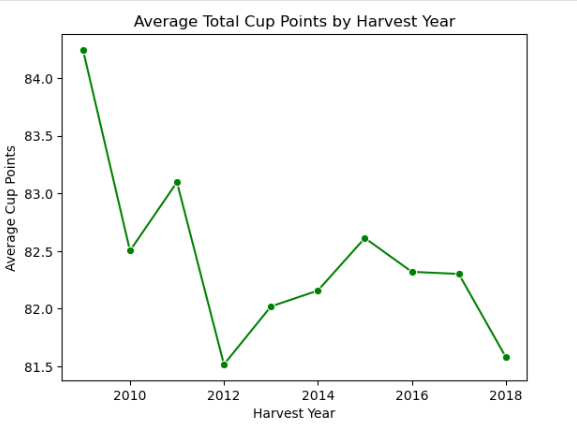 Average Total Cup Points by Harvest Year
84.0
83.5
83.0
82.5
82.0
81.5
Average Cup Points
2010 2012 2014 2016 2018
Harvest Year